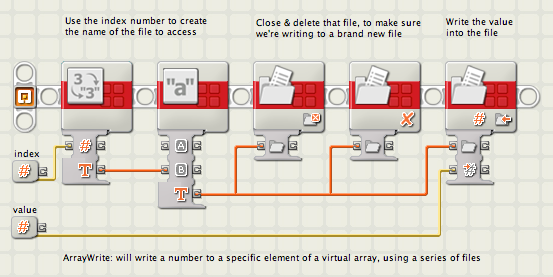 Use the index number to create
the name of the file to access
Close & delete that file, to make sure
we're writing to a brand new file
Write the value
into the file
3
"3"
"a"
#
index
#
T
A
B
T
#
value
#
#
ArrayWrite: will write a number to a specific element of a virtual array, using a series of files